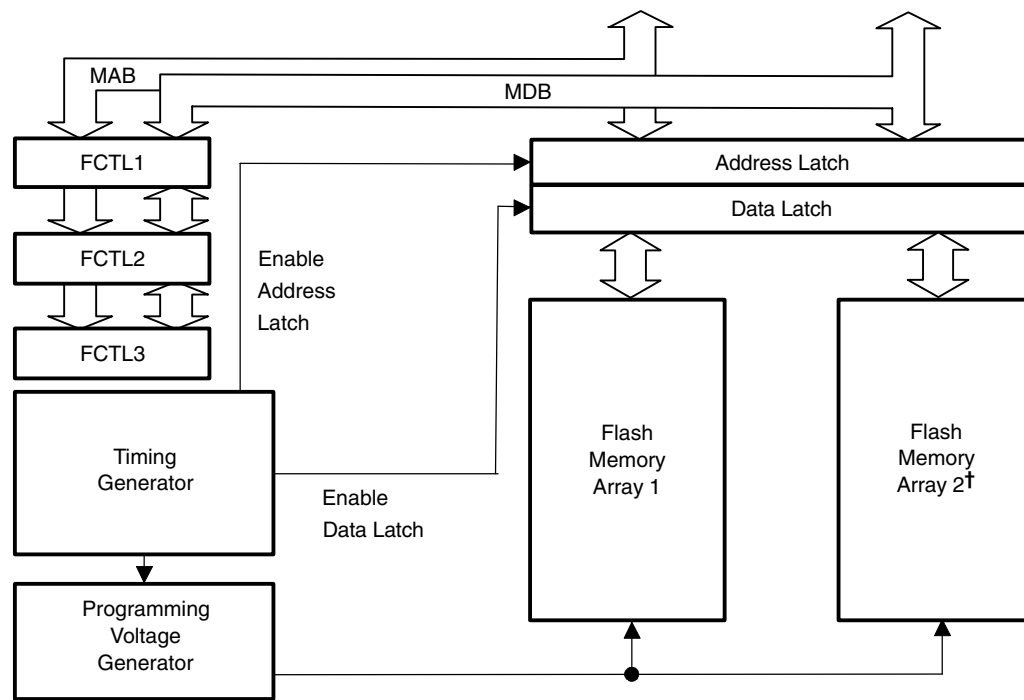 MAB
MDB
FCTL1
FCTL2
FCTL3
Address Latch
Data Latch
Enable
Address
Latch
Timing
Generator
Enable
Data Latch
Flash
Memory
Array 1
Flash
Memory
Array 2†
Programming
Voltage
Generator